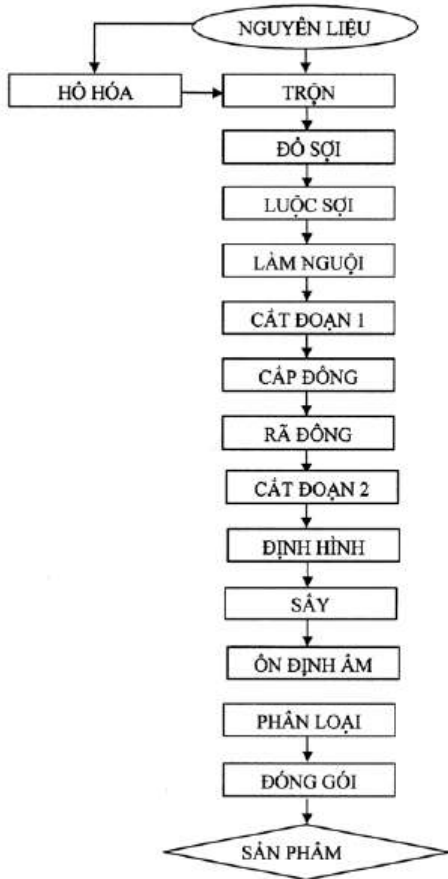 NGUYÊN LIỆU
HỒ HÓA
TRỘN
ĐỔ SỢI
LUỘC SỢI
LÀM NGUỘI
CẮT ĐOẠN 1
CẤP ĐÔNG
RÃ ĐÔNG
CẮT ĐOẠN 2
ĐỊNH HÌNH
SẤY
ỔN ĐỊNH ẨM
PHÂN LOẠI
ĐÓNG GÓI
SẢN PHẨM